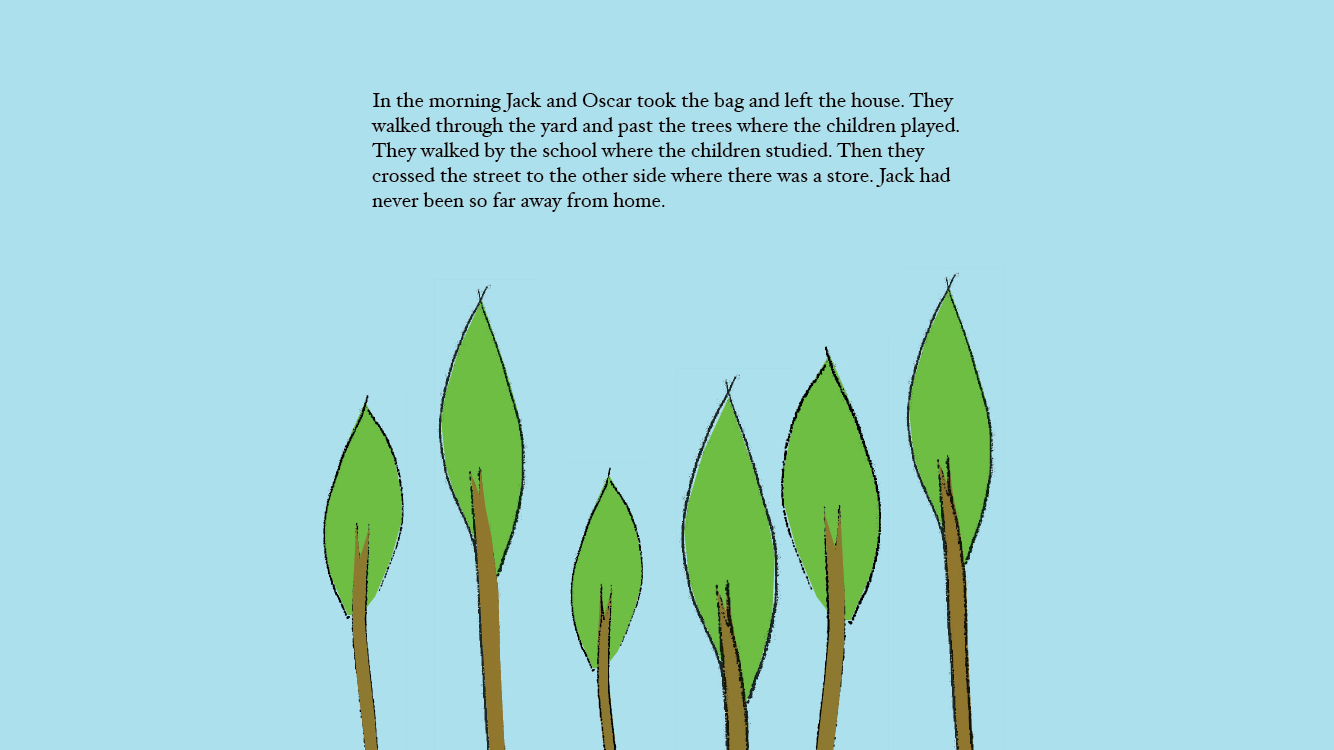 In the morning Jack and Oscar took the bag and left the house. They
walked through the yard and past the trees where the children played.
They walked by the school where the children studied. Then they
crossed the street to the other side where there was a store. Jack had
never been so far away from home.